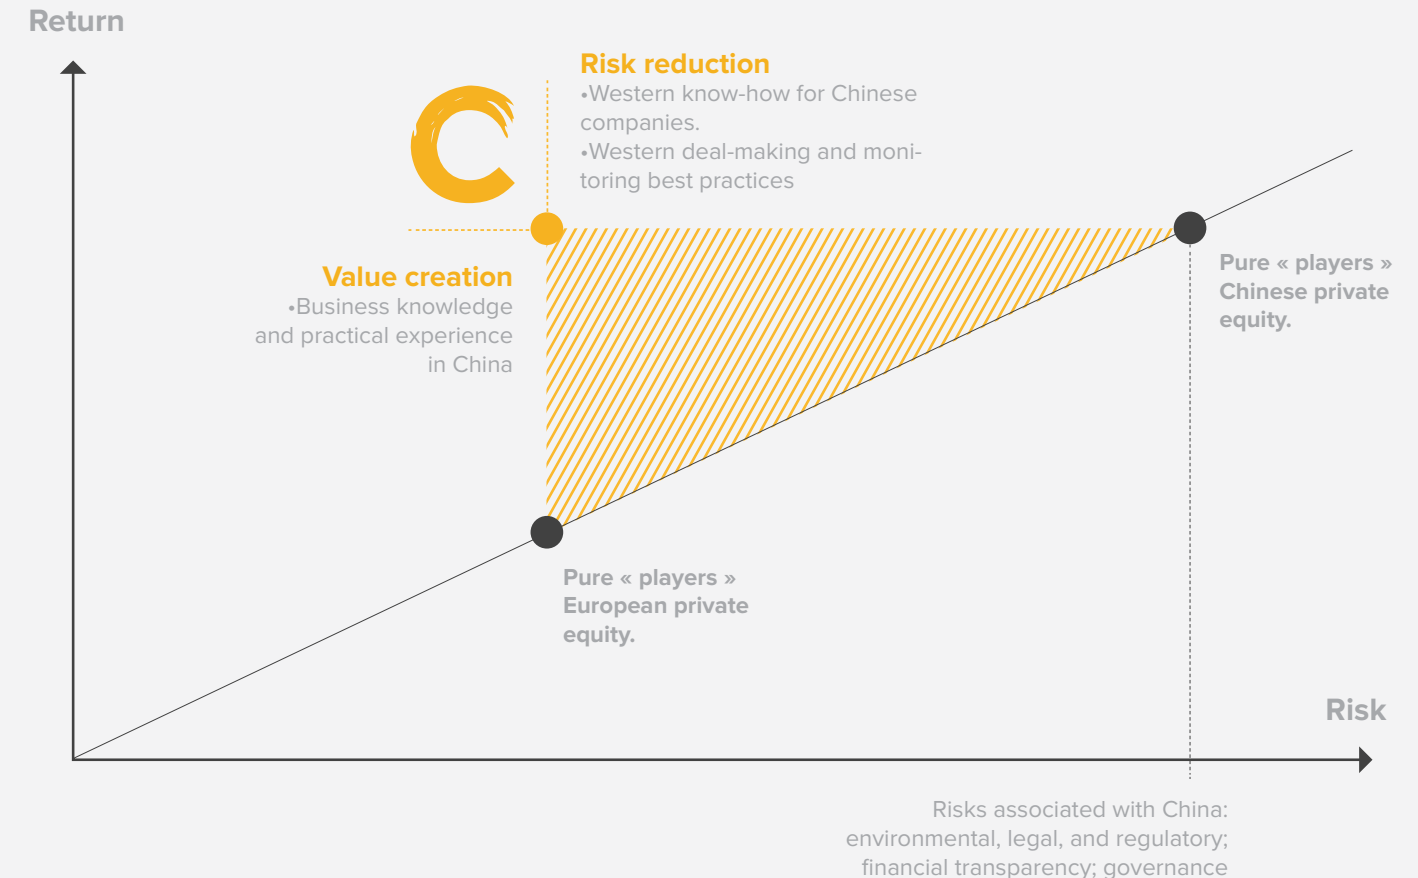 Return
Risk reduction
•Western know-how for Chinese
companies.
•Western deal-making and moni-
toring best practices
Value creation
•Business knowledge
and practical experience
in China
Pure « players »
Chinese private
equity.
Pure « players »
European private
equity.
Risk
Risks associated with China:
environmental, legal, and regulatory;
financial transparency; governance